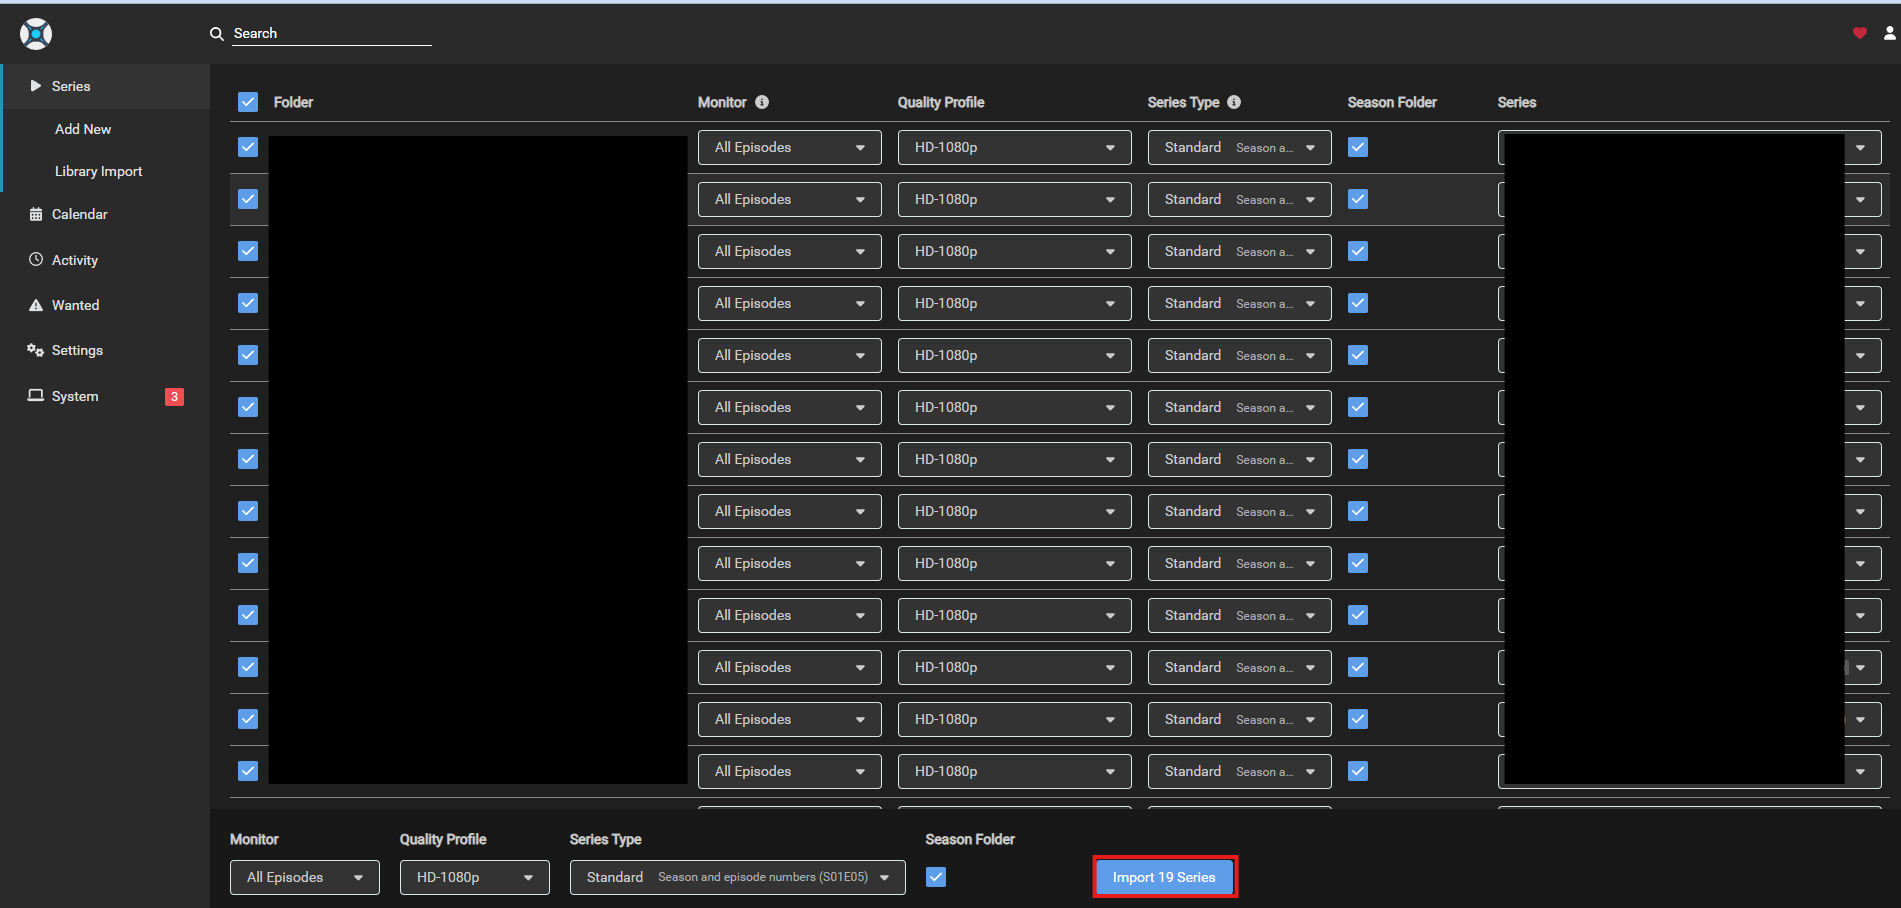 Search
Series
Add New
Library Import
Calendar
Activity
Wanted
Settings
System 3
Folder Monitor Quality Profile Series Type Season Folder Series
All Episodes HD-1080p Standard Season a...
All Episodes HD-1080p Standard Season a...
All Episodes HD-1080p Standard Season a...
All Episodes HD-1080p Standard Season a...
All Episodes HD-1080p Standard Season a...
All Episodes HD-1080p Standard Season a...
All Episodes HD-1080p Standard Season a...
All Episodes HD-1080p Standard Season a...
All Episodes HD-1080p Standard Season a...
All Episodes HD-1080p Standard Season a...
All Episodes HD-1080p Standard Season a...
All Episodes HD-1080p Standard Season a...
All Episodes HD-1080p Standard Season a...
Monitor Quality Profile Series Type Season Folder
All Episodes HD-1080p Standard Season and episode numbers (S01E05) Import 19 Series